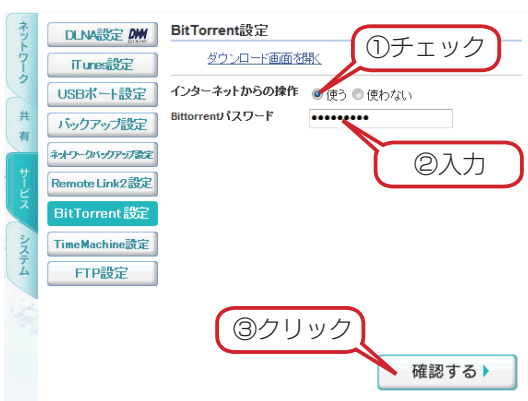 ネットワーク
共有
サービス
システム
DLNA設定
iTunes設定
USBポート設定
バックアップ設定
ネットワークバックアップ設定
Remote Link2設定
BitTorrent設定
TimeMachine設定
FTP設定
BitTorrent設定
ダウンロード画面を開く
①チェック
インターネットからの操作 使う 使わない
Bittorrentパスワード •••••••••
②入力
③クリック
確認する